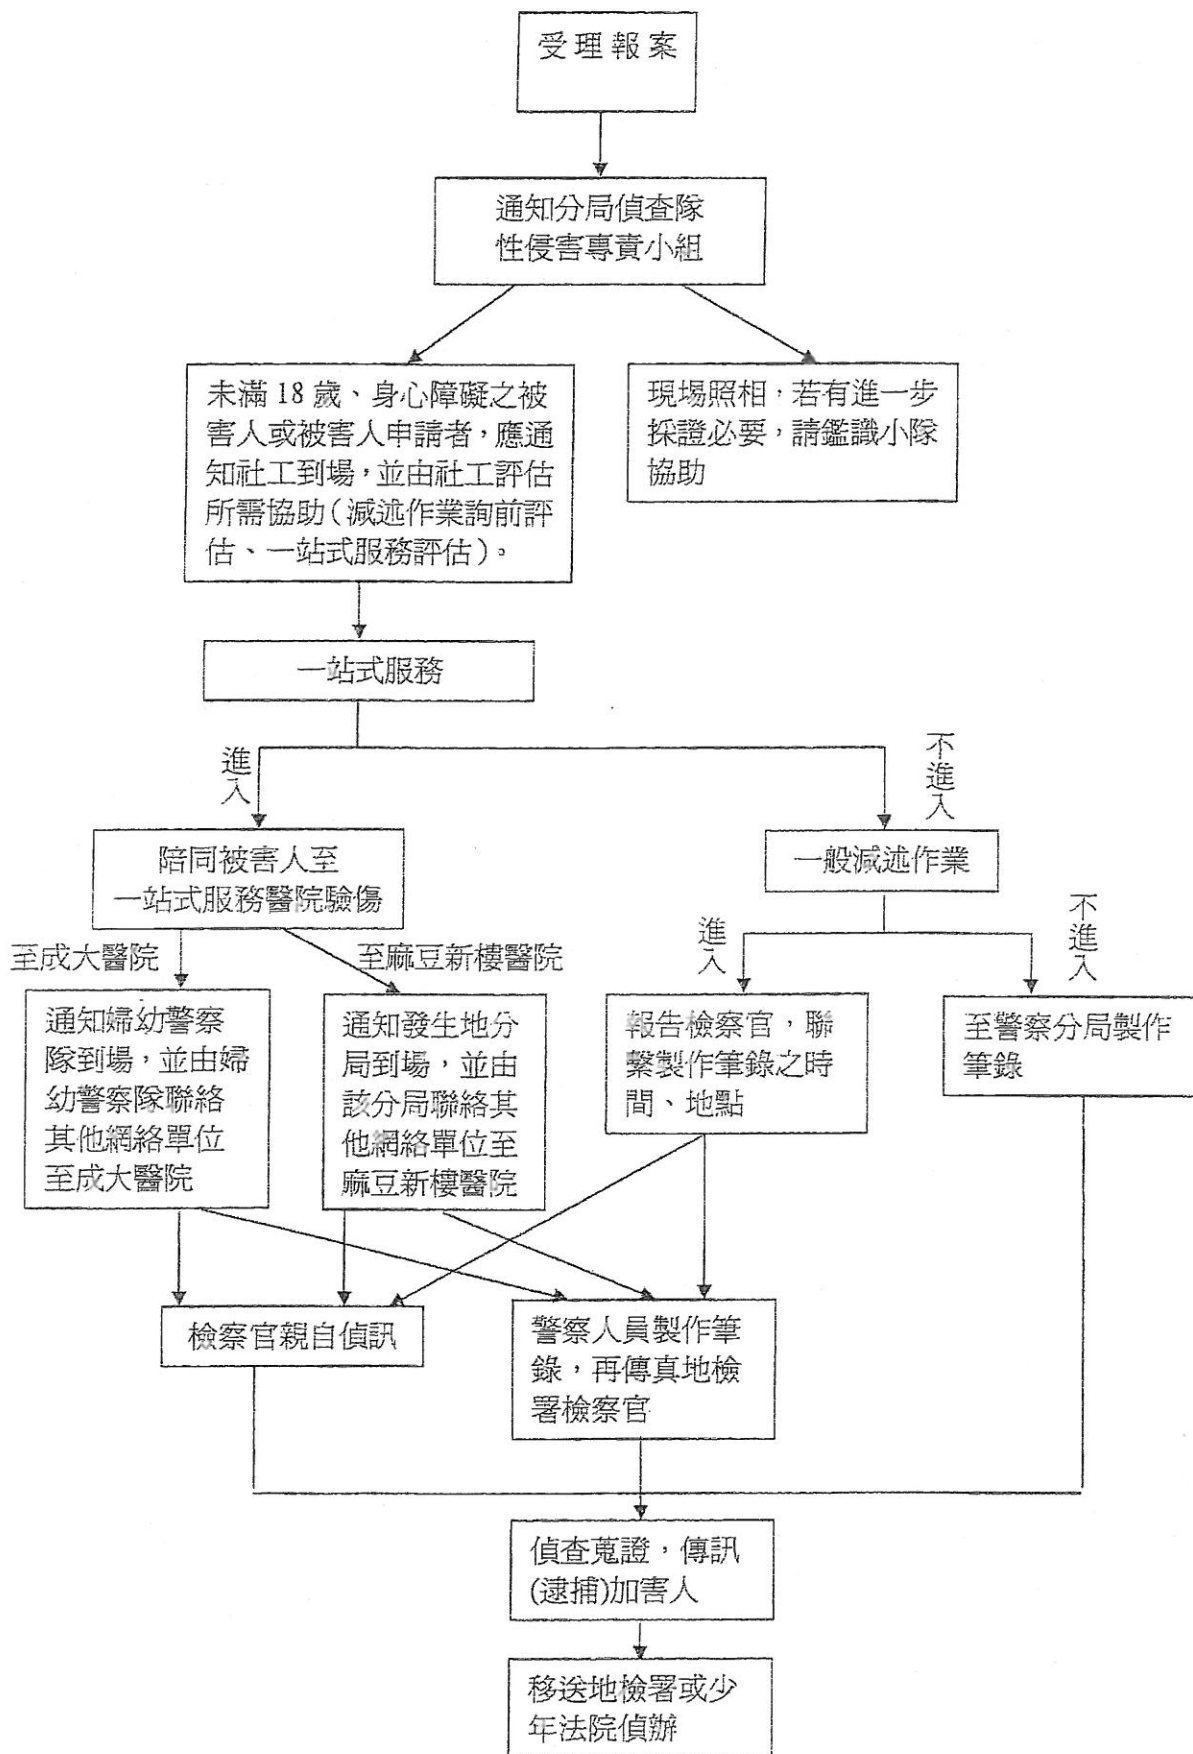 受理報案
通知分局偵查隊
性侵害專責小組
未滿 18 歲、身心障礙之被
害人或被害人申請者，應通
知社工到場，並由社工評估
所需協助（減述作業詢前評
估、一站式服務評估）。
現場照相，若有進一步
採證必要，請鑑識小隊
協助
一站式服務
進入
不進入
陪同被害人至
一站式服務醫院驗傷
一般減述作業
至成大醫院
至麻豆新樓醫院
進入
不進入
通知婦幼警察
隊到場，並由婦
幼警察隊聯絡
其他網絡單位
至成大醫院
通知發生地分
局到場，並由
該分局聯絡其
他網絡單位至
麻豆新樓醫院
報告檢察官，聯
繫製作筆錄之時
間、地點
至警察分局製作
筆錄
檢察官親自偵訊
警察人員製作筆
錄，再傳真地檢
署檢察官
偵查蒐證，傳訊
(逮捕)加害人
移送地檢署或少
年法院偵辦